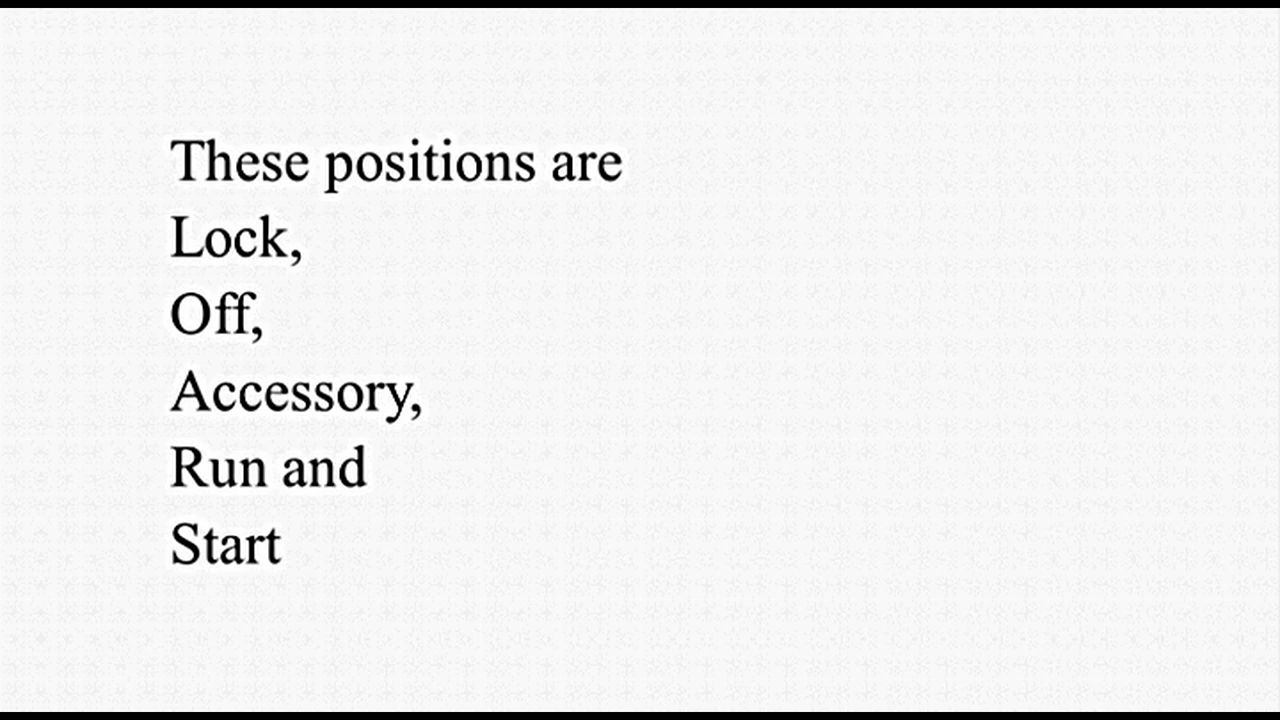 These positions are
Lock,
Off,
Accessory,
Run and
Start